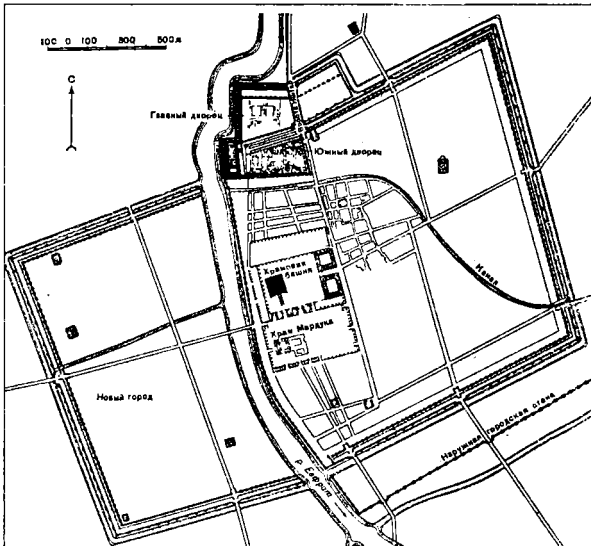 100 0 100 300 500м
С
Главный дворец
Южный дворец
Храмовая
башня
Канал
Храм Мардука
Новый город
Наружная городская стена
р. Евфрат